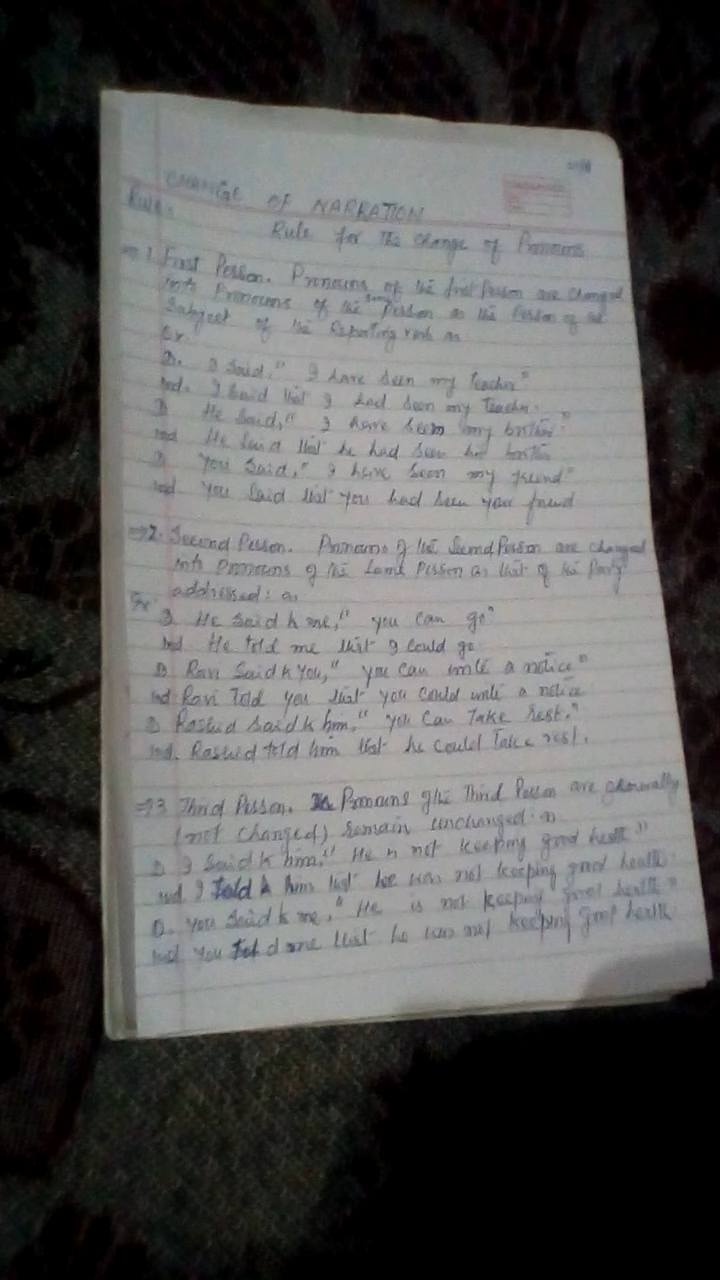 CHANGE OF NARRATION
Rule.
Rule for the change of Pronouns
⇒ 1. First Person. Pronouns of the first Person are changed
into Pronouns of the same Person as the Person of the
Subject of the Reporting verb as
Ex.
D. I said, " I have seen my Teacher"
Ind. I said that I had seen my Teacher.
D He said, " I have seen my brother"
Ind He said that he had seen his brother
D You said, " I have seen my friend"
Ind You said that you had seen your friend
⇒ 2. Second Person. Pronouns of the Second Person are changed
into Pronouns of the same Person as that of the Party
addressed: as
Ex:
D He said to me, " you can go"
Ind He told me that I could go
D Ravi said to you, " you can write a notice"
Ind Ravi Told you that you could write a notice
D Rashid said to him, " you can Take rest."
Ind. Rashid told him that he could Take rest.
⇒ 3 Third Person. Pronouns of the Third Person are generally
(not changed) remain unchanged: as
D I said to him, " He is not keeping good health"
Ind I Told him that he was not keeping good health.
D. you said to me, " He is not keeping good health"
Ind you Told me that he was not keeping good health